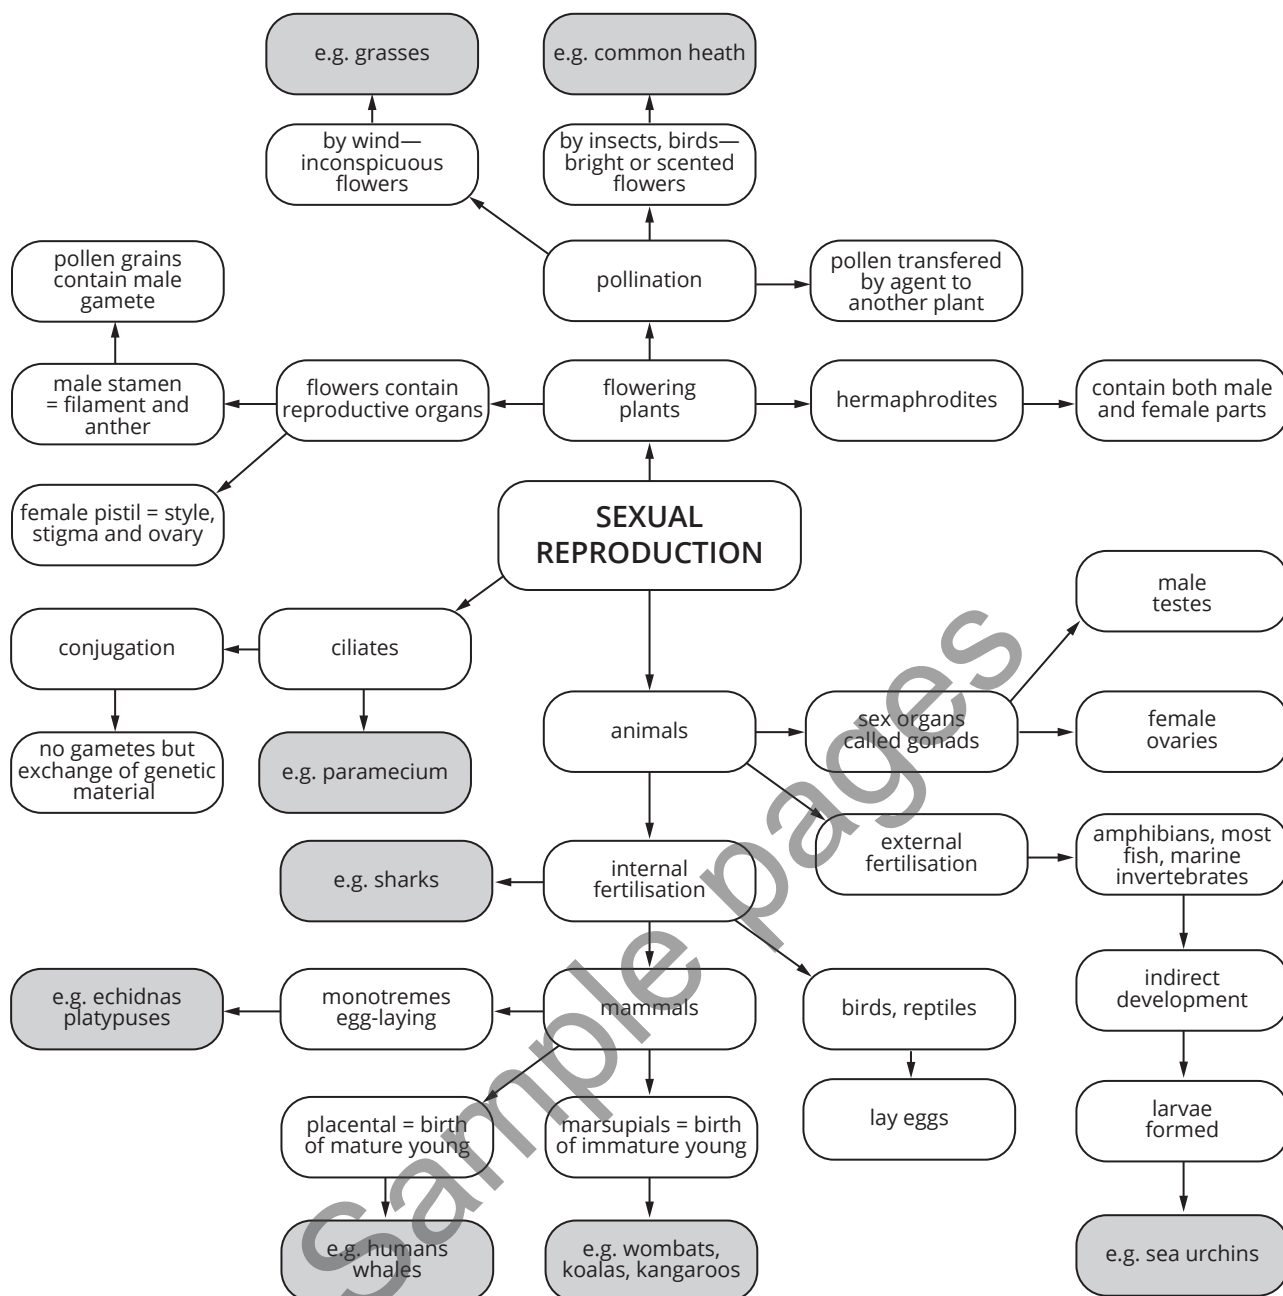 e.g. grasses
e.g. common heath
by wind—
inconspicuous
flowers
by insects, birds—
bright or scented
flowers
pollen grains
contain male
gamete
pollination
pollen transfered
by agent to
another plant
male stamen
= filament and
anther
flowers contain
reproductive organs
flowering
plants
hermaphrodites
contain both male
and female parts
female pistil = style,
stigma and ovary
SEXUAL
REPRODUCTION
male
testes
conjugation
ciliates
animals
sex organs
called gonads
female
ovaries
no gametes but
exchange of genetic
material
e.g. paramecium
e.g. sharks
internal
fertilisation
external
fertilisation
amphibians, most
fish, marine
invertebrates
e.g. echidnas
platypuses
monotremes
egg-laying
mammals
birds, reptiles
indirect
development
placental = birth
of mature young
marsupials = birth
of immature young
lay eggs
larvae
formed
e.g. humans
whales
e.g. wombats,
koalas, kangaroos
e.g. sea urchins
Sample pages